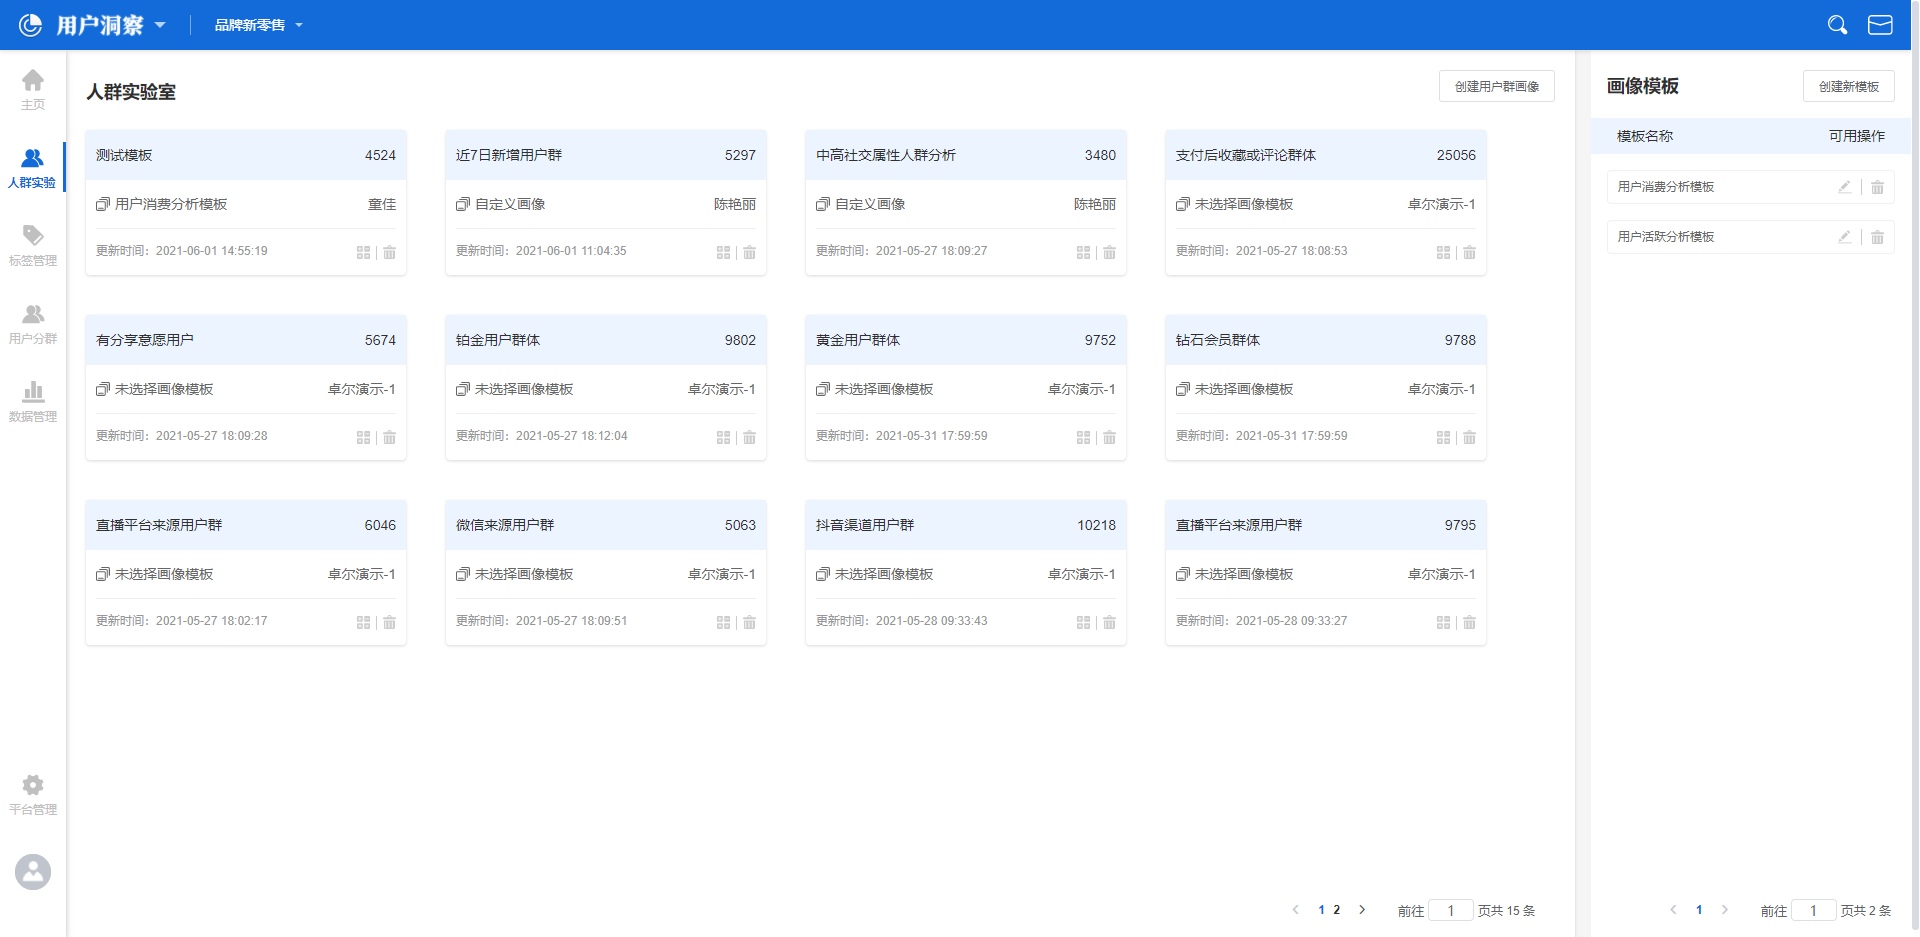 用户洞察
品牌新零售
主页
人群实验
标签管理
用户分群
数据管理
平台管理
人群实验室
创建用户群画像
测试模板 4524
用户消费分析模板 童佳
更新时间：2021-06-01 14:55:19
近7日新增用户群 5297
自定义画像 陈艳丽
更新时间：2021-06-01 11:04:35
中高社交属性人群分析 3480
自定义画像 陈艳丽
更新时间：2021-05-27 18:09:27
支付后收藏或评论群体 25056
未选择画像模板 卓尔演示-1
更新时间：2021-05-27 18:08:53
有分享意愿用户 5674
未选择画像模板 卓尔演示-1
更新时间：2021-05-27 18:09:28
铂金用户群体 9802
未选择画像模板 卓尔演示-1
更新时间：2021-05-27 18:12:04
黄金用户群体 9752
未选择画像模板 卓尔演示-1
更新时间：2021-05-31 17:59:59
钻石会员群体 9788
未选择画像模板 卓尔演示-1
更新时间：2021-05-31 17:59:59
直播平台来源用户群 6046
未选择画像模板 卓尔演示-1
更新时间：2021-05-27 18:02:17
微信来源用户群 5063
未选择画像模板 卓尔演示-1
更新时间：2021-05-27 18:09:51
抖音渠道用户群 10218
未选择画像模板 卓尔演示-1
更新时间：2021-05-28 09:33:43
直播平台来源用户群 9795
未选择画像模板 卓尔演示-1
更新时间：2021-05-28 09:33:27
1 2 前往 1 页共 15 条
画像模板
创建新模板
模板名称 可用操作
用户消费分析模板
用户活跃分析模板
1 前往 1 页共 2 条